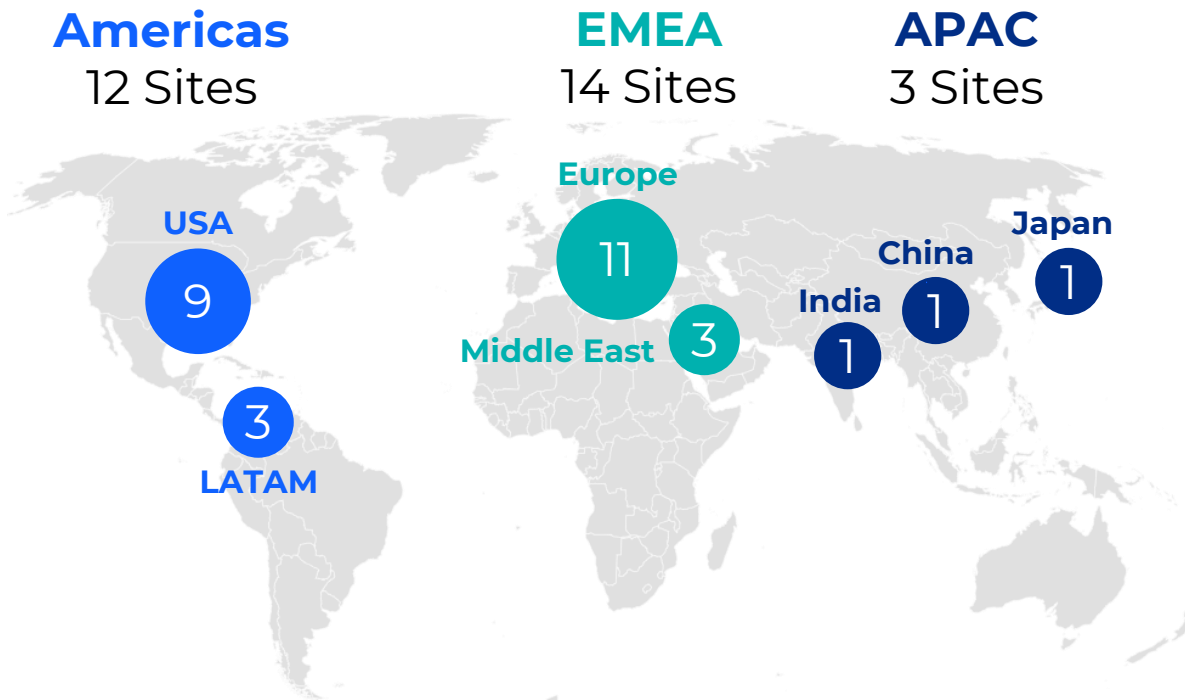 Americas
12 Sites
EMEA
14 Sites
APAC
3 Sites
USA
9
3
LATAM
Europe
11
Middle East
3
India
1
China
1
Japan
1